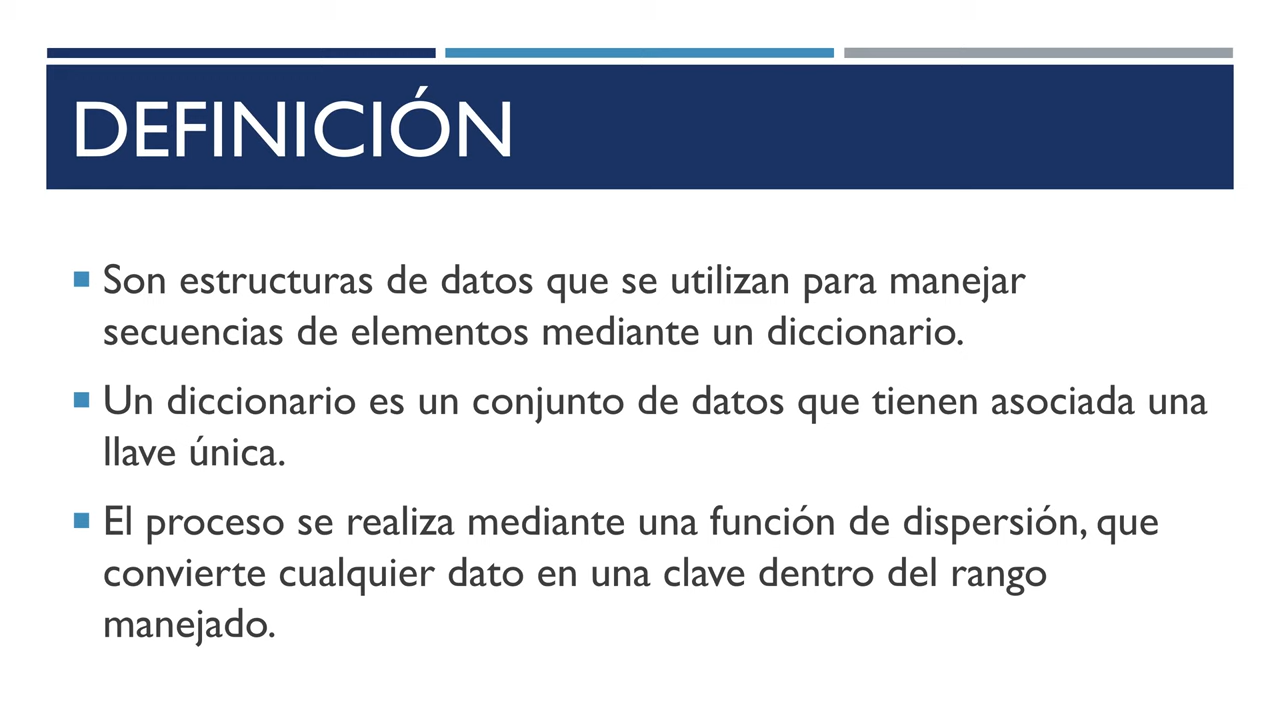 DEFINICIÓN
Son estructuras de datos que se utilizan para manejar
secuencias de elementos mediante un diccionario.
Un diccionario es un conjunto de datos que tienen asociada una
llave única.
El proceso se realiza mediante una función de dispersión, que
convierte cualquier dato en una clave dentro del rango
manejado.